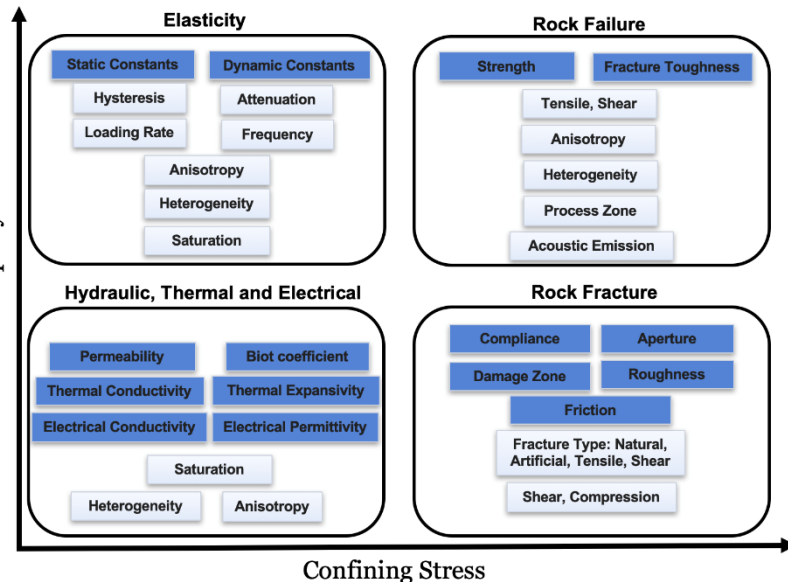 Elasticity
Static Constants
Dynamic Constants
Hysteresis
Attenuation
Loading Rate
Frequency
Anisotropy
Heterogeneity
Saturation
Rock Failure
Strength
Fracture Toughness
Tensile, Shear
Anisotropy
Heterogeneity
Process Zone
Acoustic Emission
Hydraulic, Thermal and Electrical
Permeability
Biot coefficient
Thermal Conductivity
Thermal Expansivity
Electrical Conductivity
Electrical Permittivity
Saturation
Heterogeneity
Anisotropy
Rock Fracture
Compliance
Aperture
Damage Zone
Roughness
Friction
Fracture Type: Natural,
Artificial, Tensile, Shear
Shear, Compression
Confining Stress